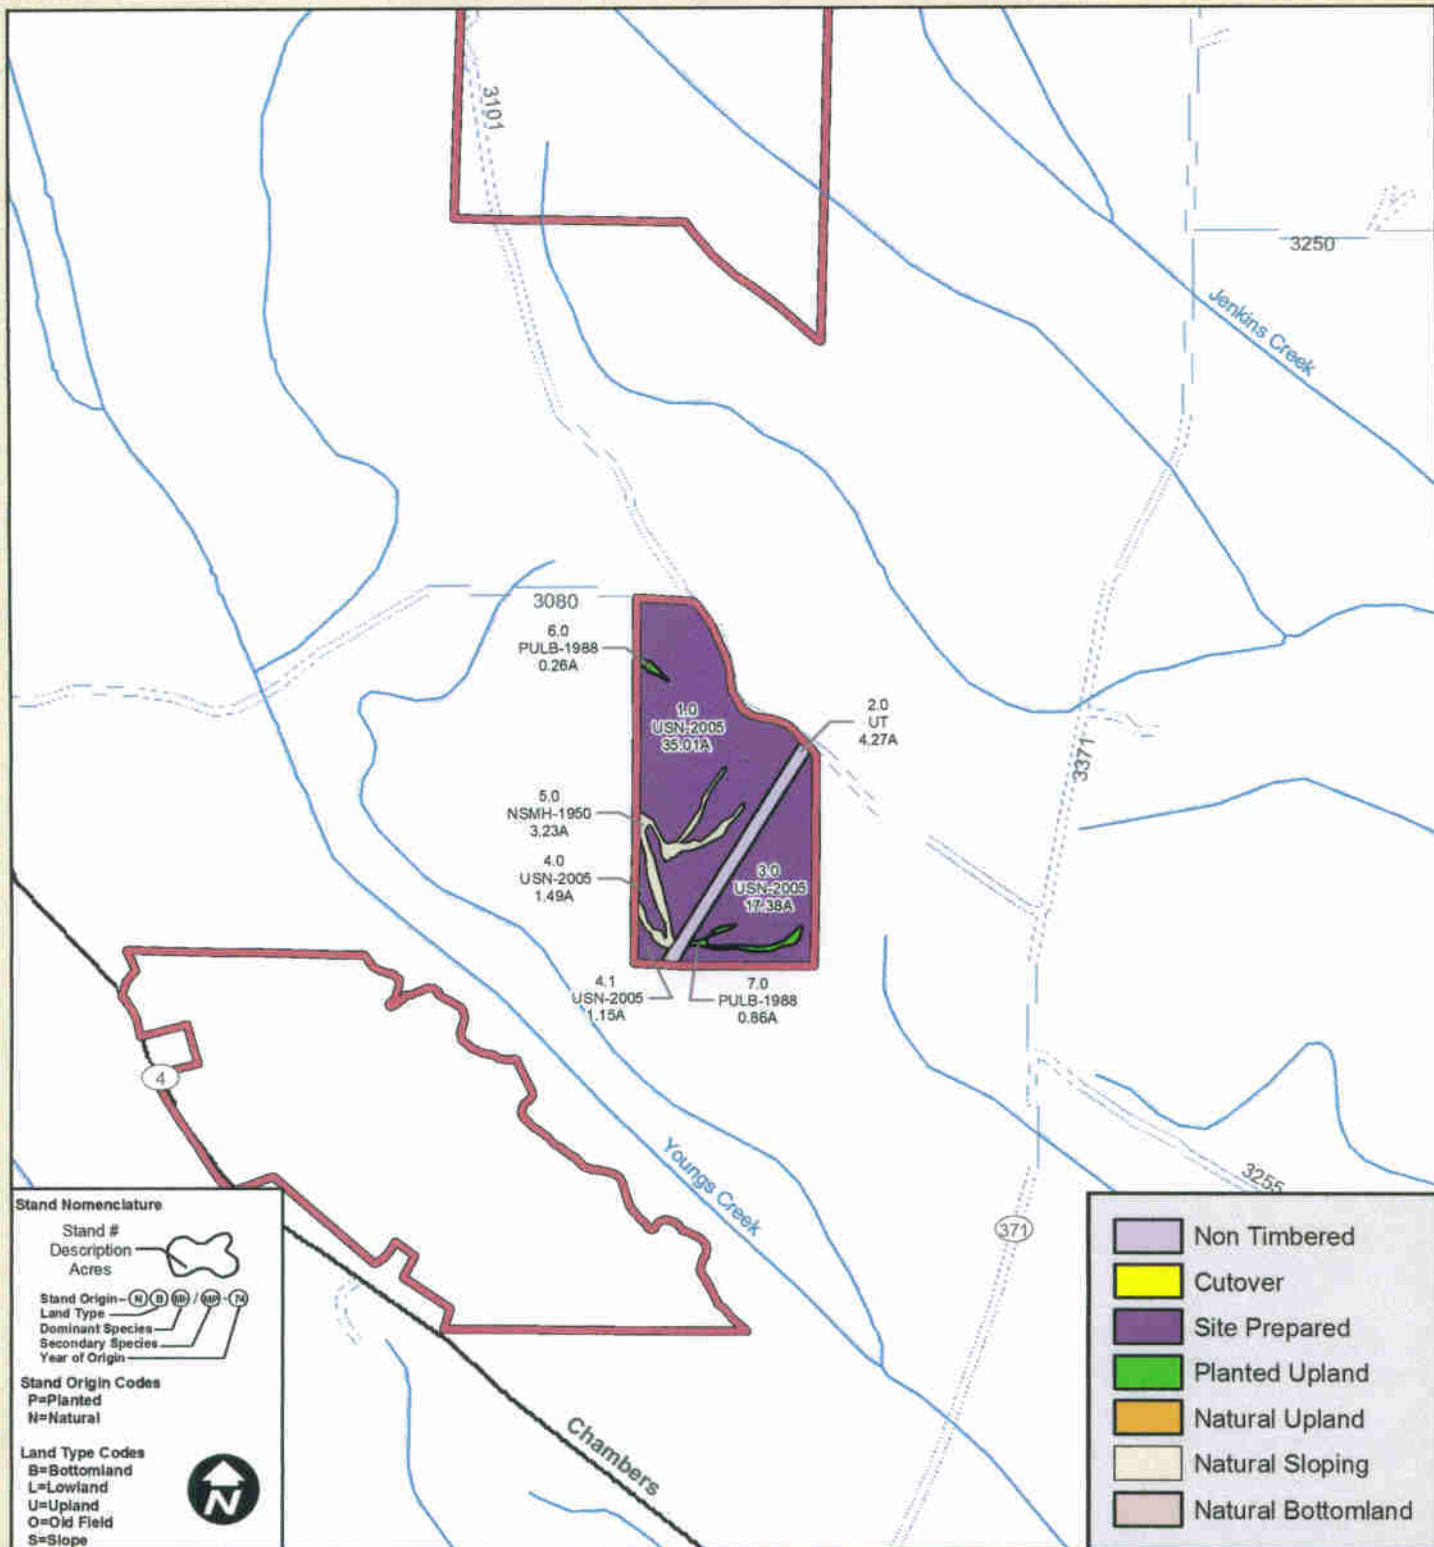 3101
3250
Jenkins Creek
3080
6.0
PULB-1988
0.26A
1.0
USN-2005
35.01A
2.0
UT
4.27A
3371
5.0
NSMH-1950
3.23A
4.0
USN-2005
1.49A
3.0
USN-2005
17.38A
4.1
USN-2005
1.15A
7.0
PULB-1988
0.86A
4
Youngs Creek
3255
371
Chambers
Stand Nomenclature
Stand #
Description
Acres
Stand Origin - N B MH / MP - 74
Land Type
Dominant Species
Secondary Species
Year of Origin
Stand Origin Codes
P=Planted
N=Natural
Land Type Codes
B=Bottomland
L=Lowland
U=Upland
O=Old Field
S=Slope
N
Non Timbered
Cutover
Site Prepared
Planted Upland
Natural Upland
Natural Sloping
Natural Bottomland